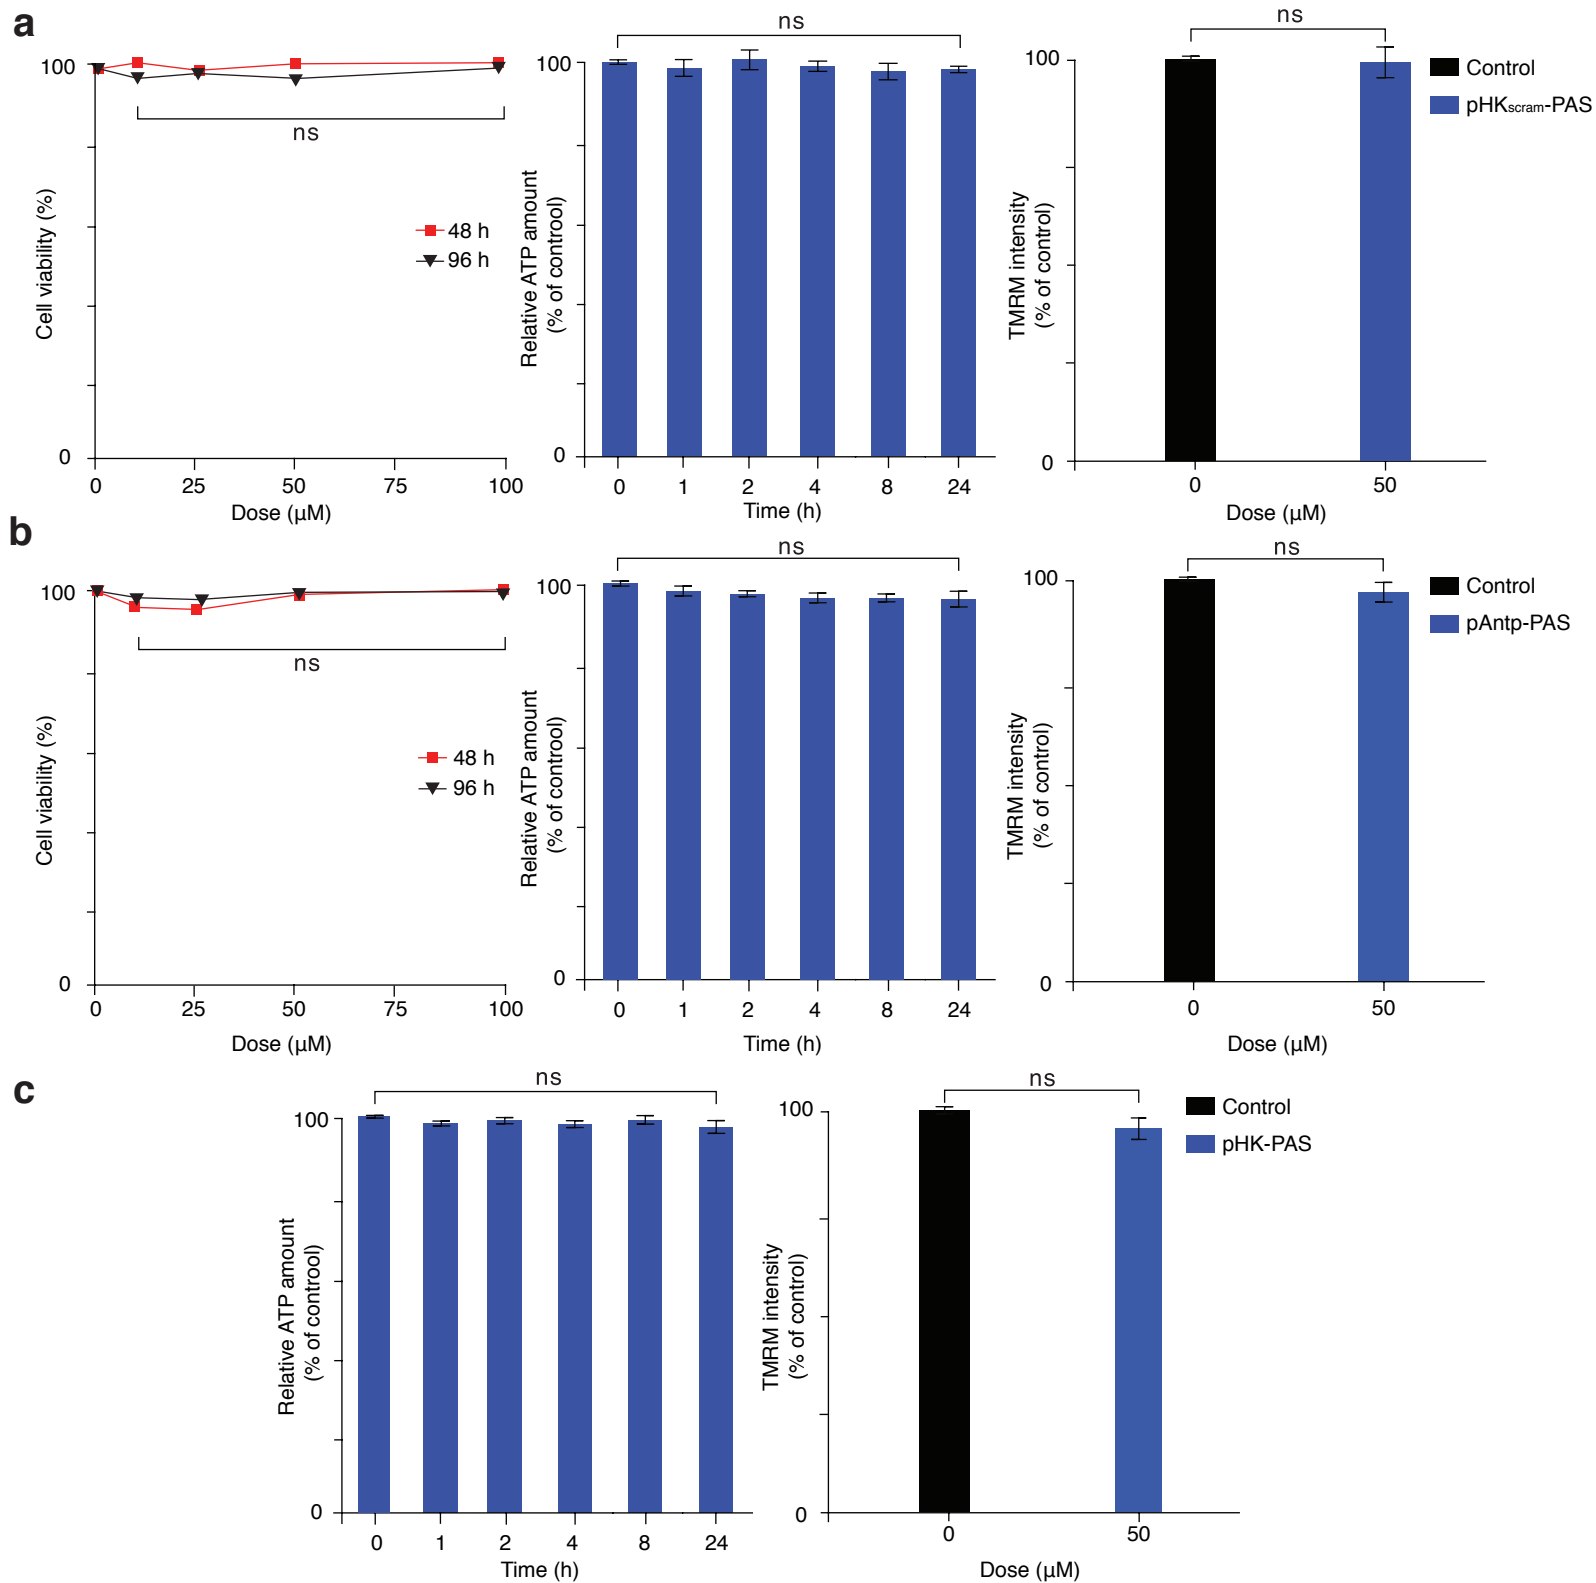 a
100
0
Cell viability (%)
0 25 50 75 100
Dose (µM)
ns
48 h
96 h
ns
100
0
Relative ATP amount
(% of controol)
0 1 2 4 8 24
Time (h)
ns
100
0
TMRM intensity
(% of control)
0 50
Dose (µM)
Control
pHKscram-PAS
b
100
0
Cell viability (%)
0 25 50 75 100
Dose (µM)
ns
48 h
96 h
ns
100
0
Relative ATP amount
(% of controol)
0 1 2 4 8 24
Time (h)
ns
100
0
TMRM intensity
(% of control)
0 50
Dose (µM)
Control
pAntp-PAS
c
ns
100
0
Relative ATP amount
(% of controol)
0 1 2 4 8 24
Time (h)
ns
100
0
TMRM intensity
(% of control)
0 50
Dose (µM)
Control
pHK-PAS